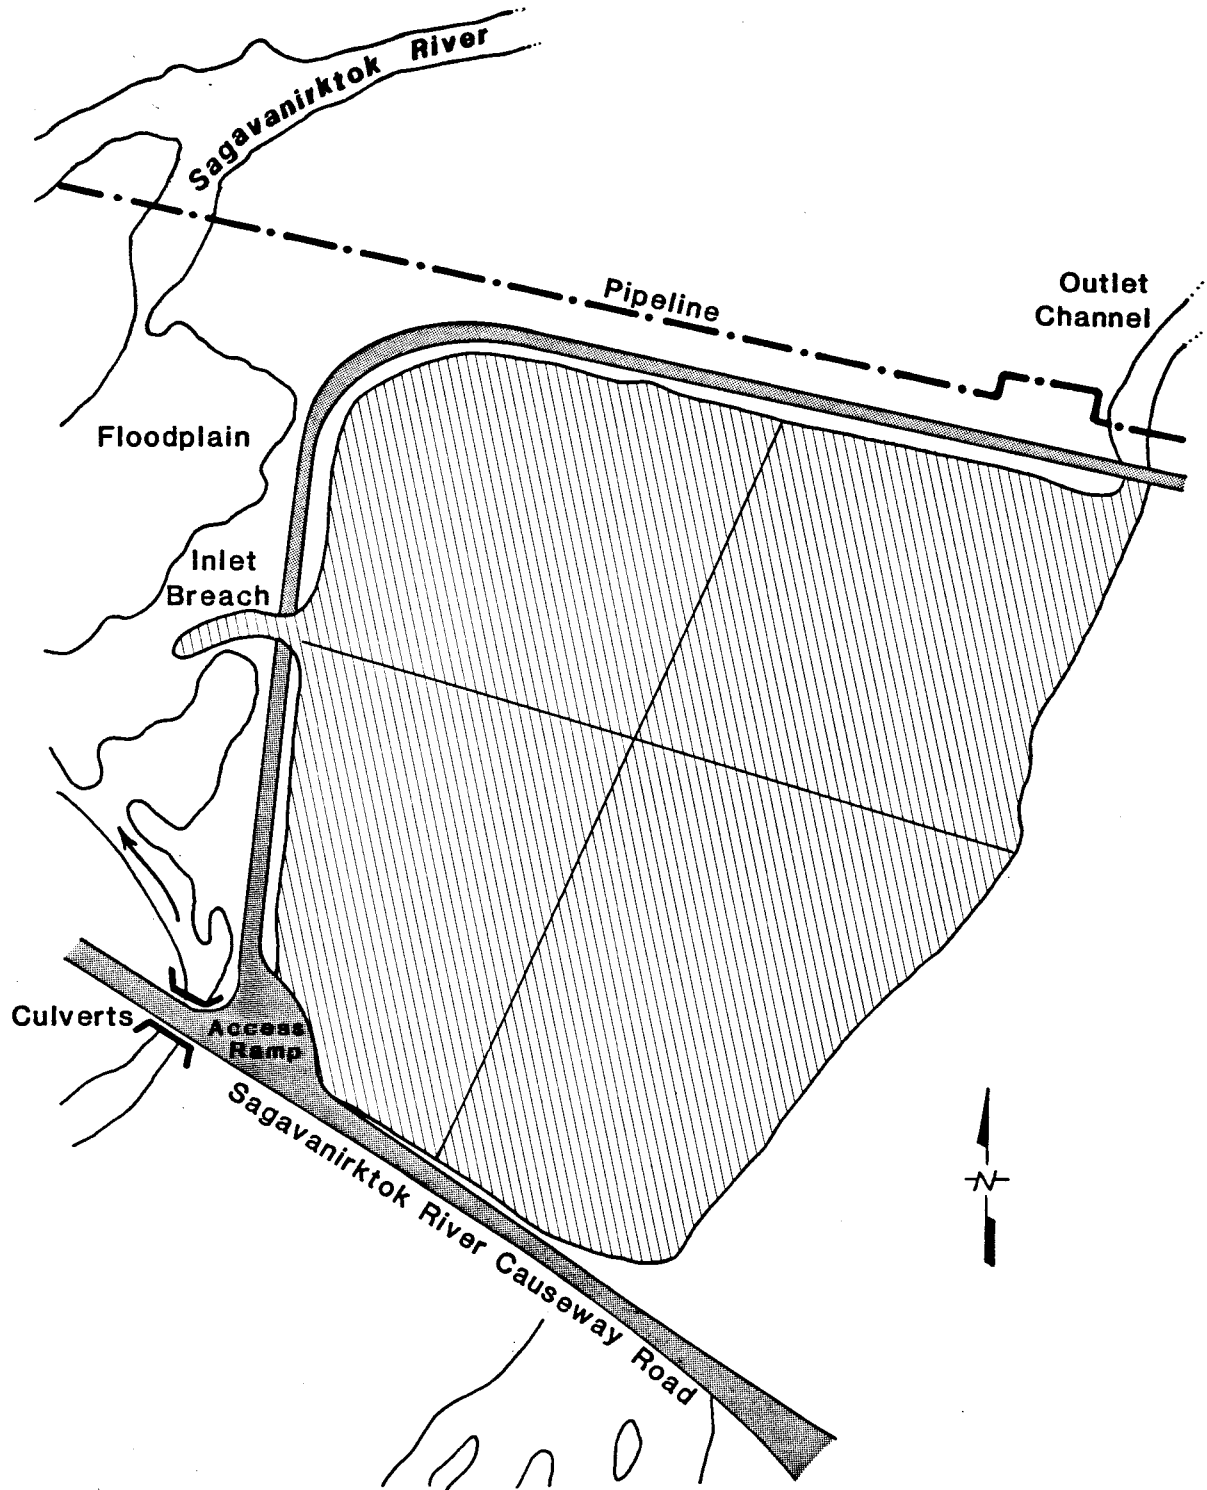 Sagavanirktok River
Pipeline
Outlet
Channel
Floodplain
Inlet
Breach
Culverts
Access
Ramp
Sagavanirktok River Causeway Road
N